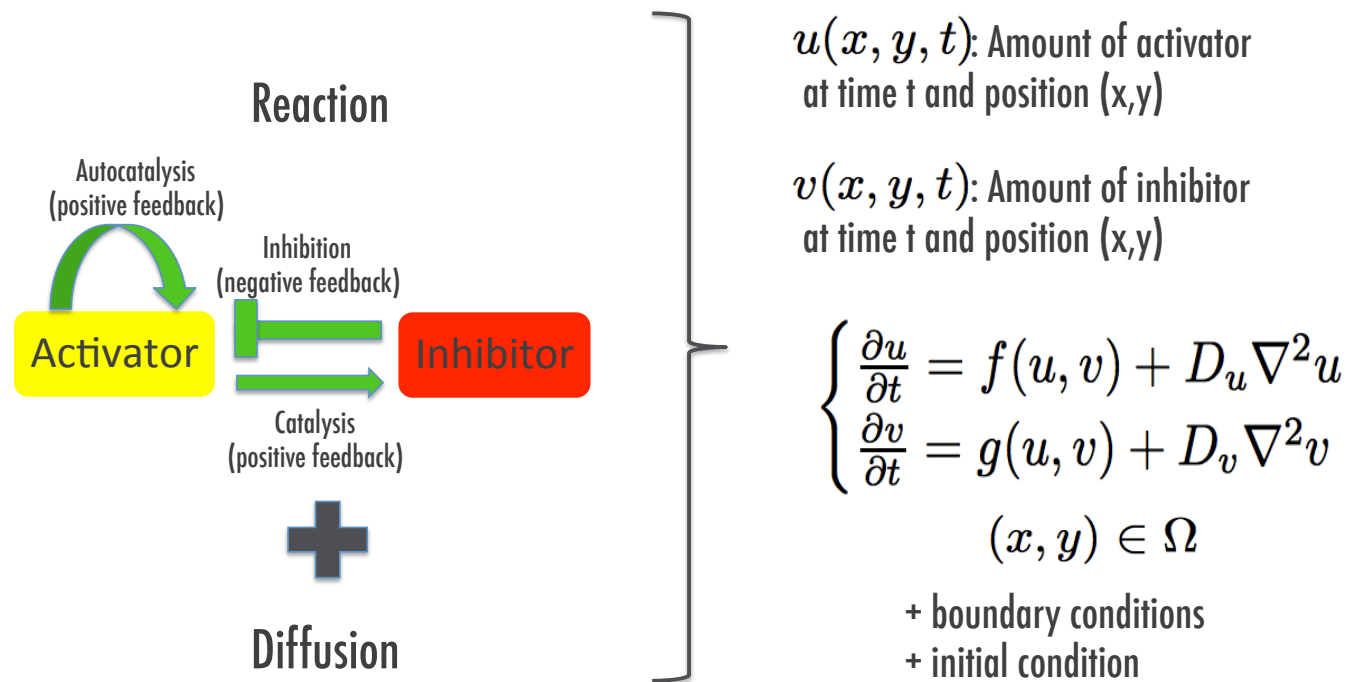 Reaction
Autocatalysis
(positive feedback)
Inhibition
(negative feedback)
Activator
Inhibitor
Catalysis
(positive feedback)
Diffusion
u(x, y, t): Amount of activator
at time t and position (x,y)
v(x, y, t): Amount of inhibitor
at time t and position (x,y)
∂u/∂t = f(u, v) + D_u∇²u
∂v/∂t = g(u, v) + D_v∇²v
(x, y) ∈ Ω
+ boundary conditions
+ initial condition